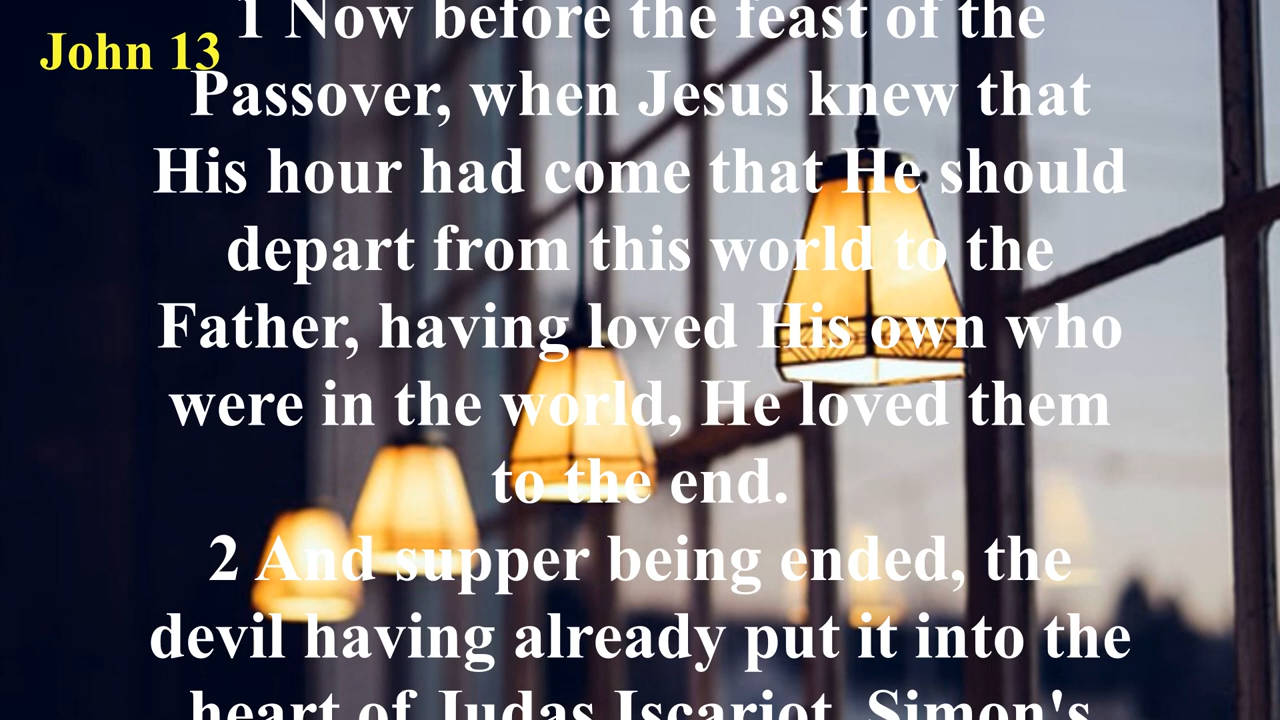 John 13
1 Now before the feast of the
Passover, when Jesus knew that
His hour had come that He should
depart from this world to the
Father, having loved His own who
were in the world, He loved them
to the end.
2 And supper being ended, the
devil having already put it into the
heart of Judas Iscariot, Simon's